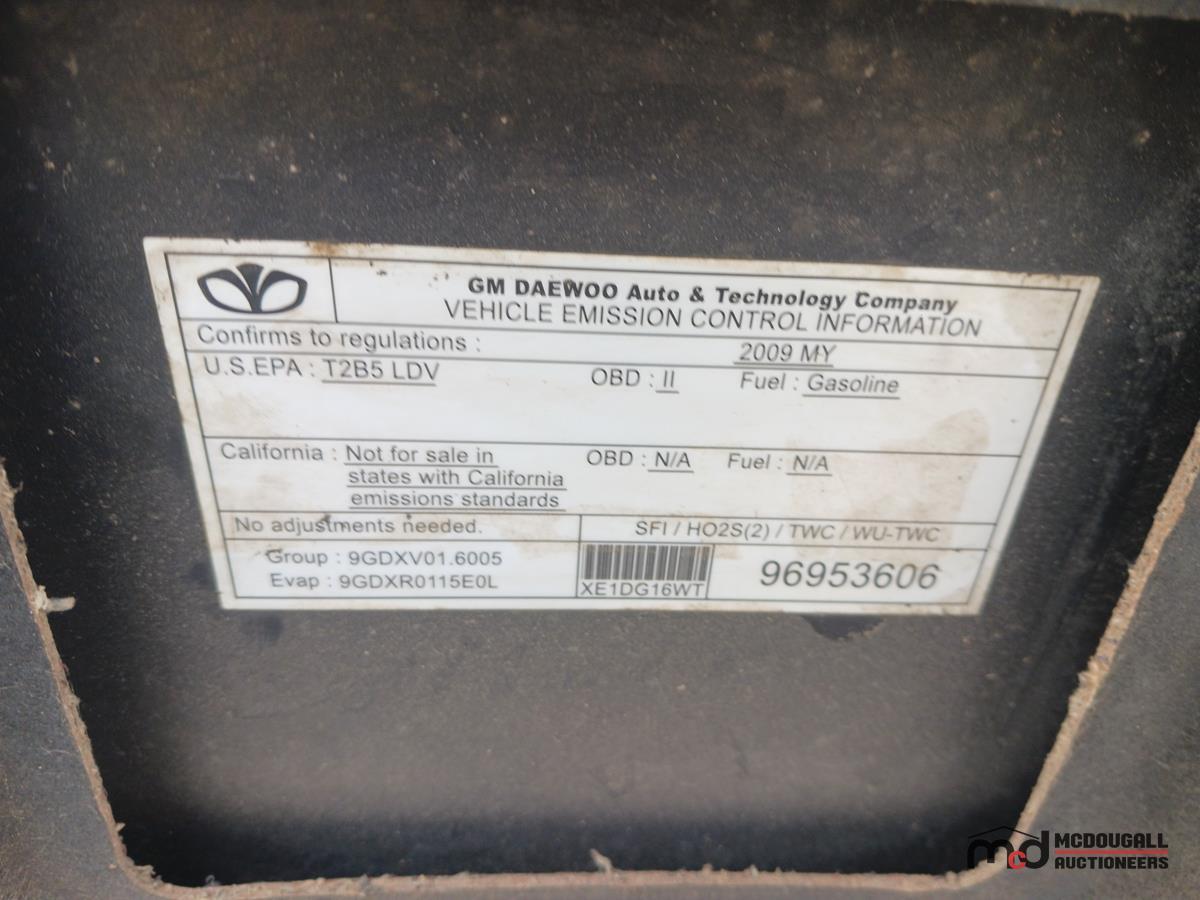 GM DAEWOO Auto & Technology Company
VEHICLE EMISSION CONTROL INFORMATION
Confirms to regulations : 2009 MY
U.S.EPA : T2B5 LDV OBD : II Fuel : Gasoline
California : Not for sale in OBD : N/A Fuel : N/A
states with California
emissions standards
No adjustments needed. SFI / HO2S(2) / TWC / WU-TWC
Group : 9GDXV01.6005
Evap : 9GDXR0115E0L
XE1DG16WT
96953606
mcd MCDOUGALL
AUCTIONEERS